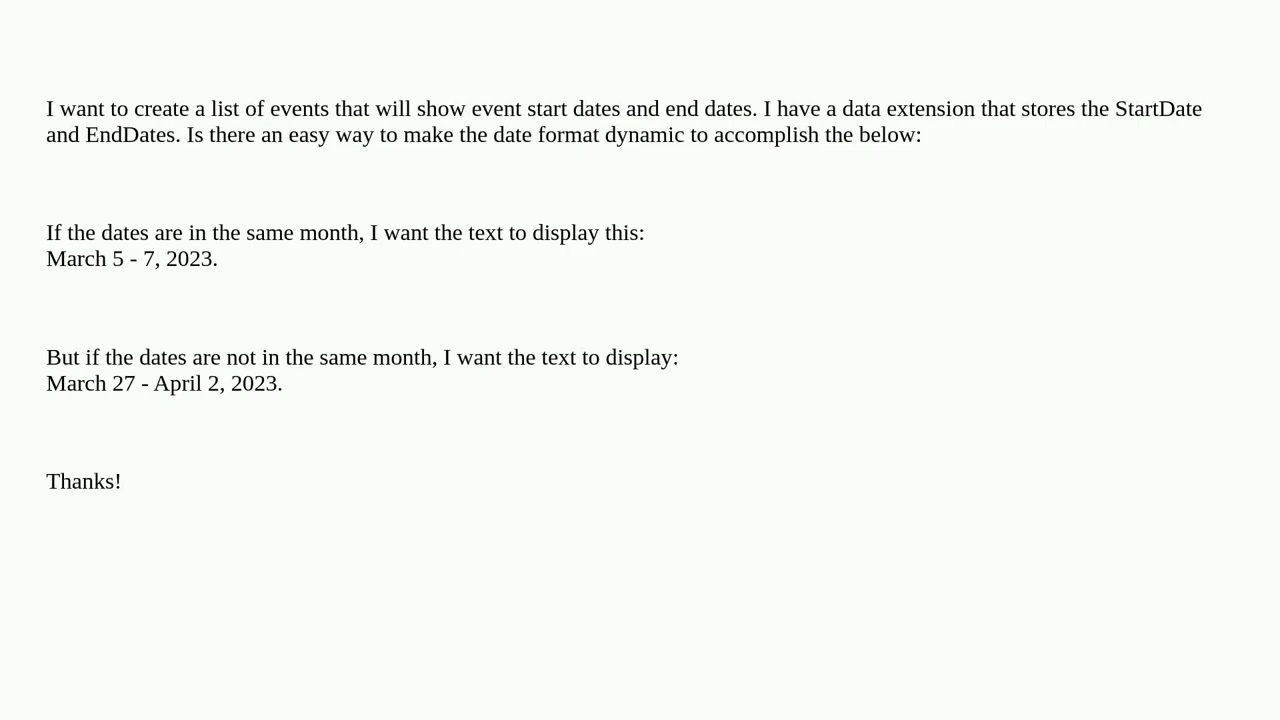 I want to create a list of events that will show event start dates and end dates. I have a data extension that stores the StartDate
and EndDates. Is there an easy way to make the date format dynamic to accomplish the below:
If the dates are in the same month, I want the text to display this:
March 5 - 7, 2023.
But if the dates are not in the same month, I want the text to display:
March 27 - April 2, 2023.
Thanks!